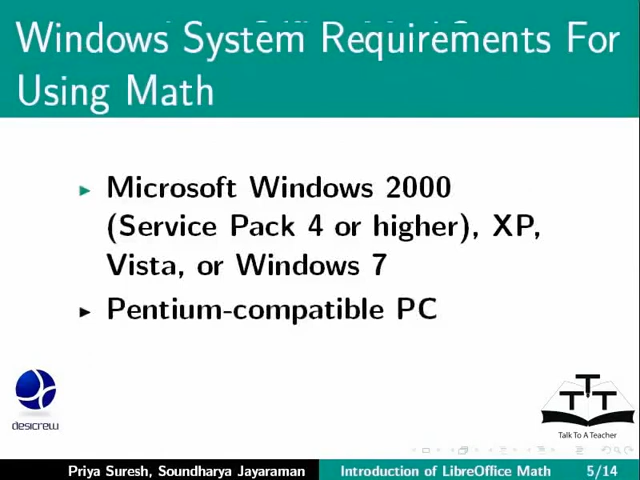 Windows System Requirements For
Using Math
Microsoft Windows 2000
(Service Pack 4 or higher), XP,
Vista, or Windows 7
Pentium-compatible PC
desicrew
T T T
Talk To A Teacher
Priya Suresh, Soundharya Jayaraman Introduction of LibreOffice Math 5/14